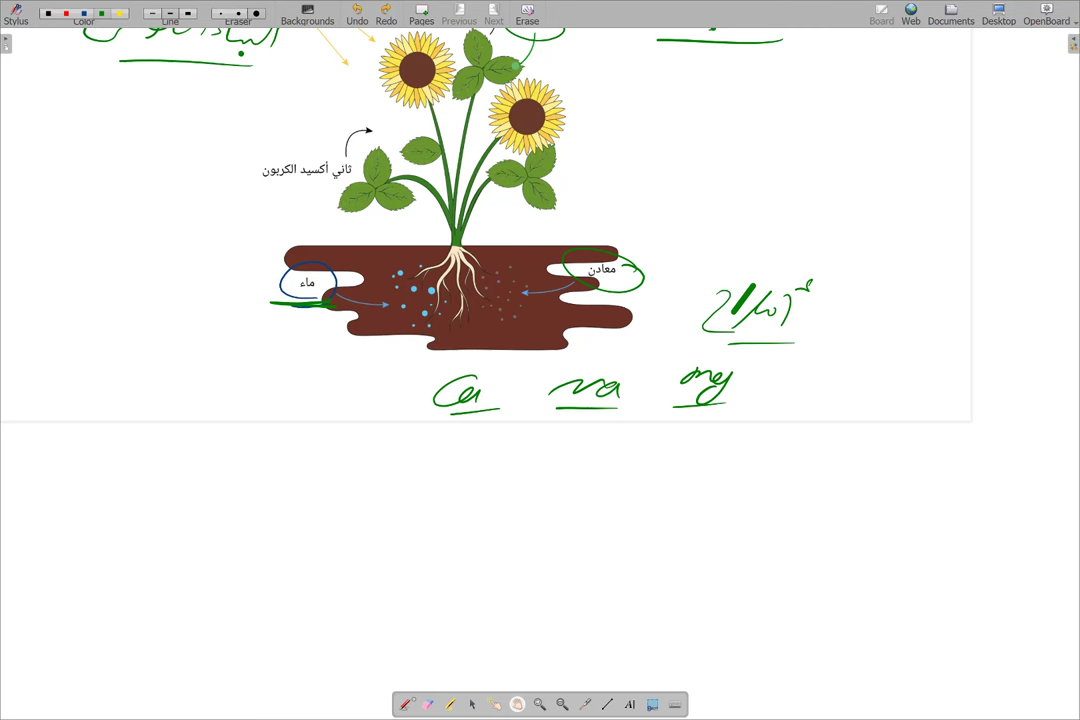 Stylus Color Line Eraser Backgrounds Undo Redo Pages Previous Next Erase Board Web Documents Desktop OpenBoard
ثاني أكسيد الكربون
معادن
ماء
Ca Na Mg